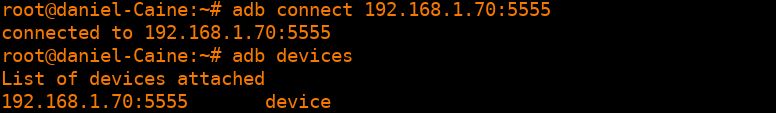 root@daniel-Caine:~# adb connect 192.168.1.70:5555
connected to 192.168.1.70:5555
root@daniel-Caine:~# adb devices
List of devices attached
192.168.1.70:5555       device